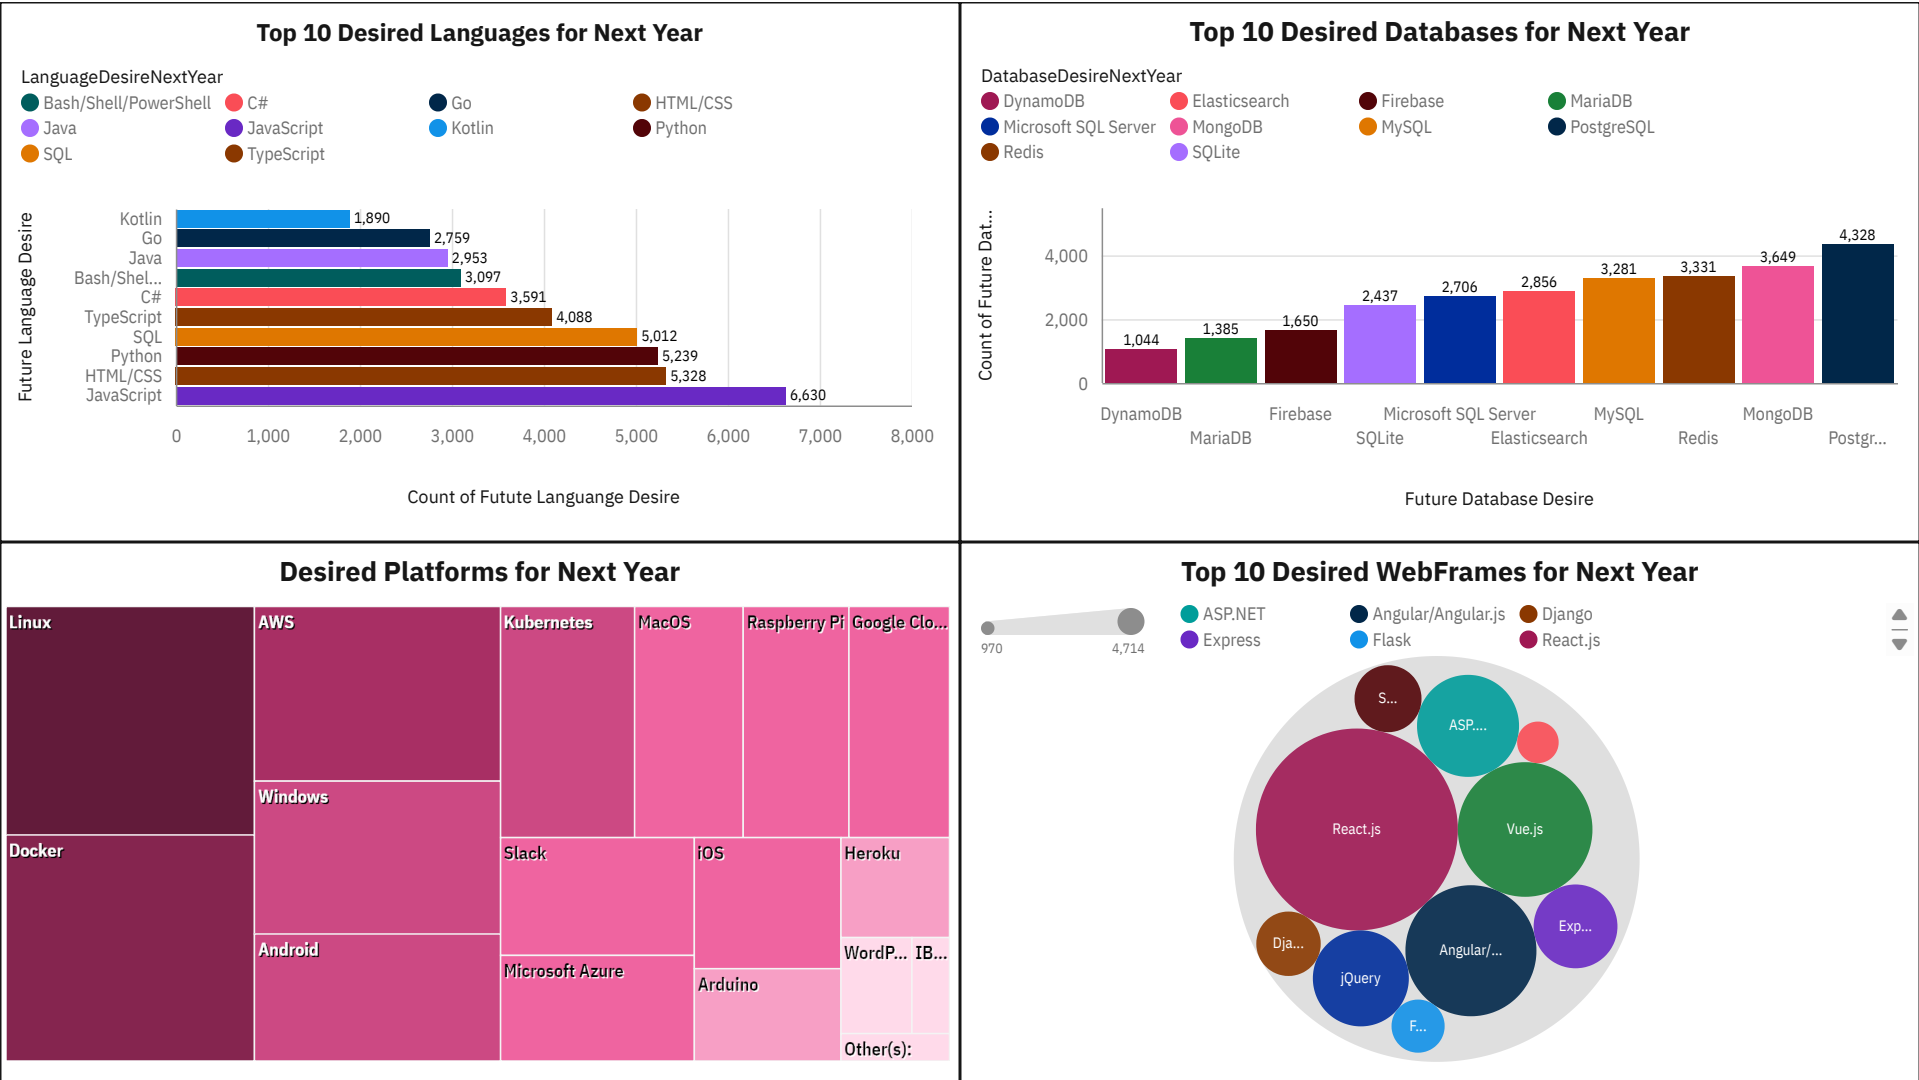 Top 10 Desired Languages for Next Year
LanguageDesireNextYear
Bash/Shell/PowerShell C# Go HTML/CSS
Java JavaScript Kotlin Python
SQL TypeScript
Future Language Desire
Kotlin 1,890
Go 2,759
Java 2,953
Bash/Shel... 3,097
C# 3,591
TypeScript 4,088
SQL 5,012
Python 5,239
HTML/CSS 5,328
JavaScript 6,630
0 1,000 2,000 3,000 4,000 5,000 6,000 7,000 8,000
Count of Futute Languange Desire
Top 10 Desired Databases for Next Year
DatabaseDesireNextYear
DynamoDB Elasticsearch Firebase MariaDB
Microsoft SQL Server MongoDB MySQL PostgreSQL
Redis SQLite
Count of Future Dat...
4,000
2,000
0
1,044 1,385 1,650 2,437 2,706 2,856 3,281 3,331 3,649 4,328
DynamoDB Firebase Microsoft SQL Server MySQL MongoDB
MariaDB SQLite Elasticsearch Redis Postgr...
Future Database Desire
Desired Platforms for Next Year
Linux
Docker
AWS
Windows
Android
Kubernetes
MacOS
Raspberry Pi
Google Clo...
Slack
Microsoft Azure
iOS
Arduino
Heroku
WordP...
IB...
Other(s):
Top 10 Desired WebFrames for Next Year
970 4,714
ASP.NET Angular/Angular.js Django
Express Flask React.js
S...
ASP....
React.js
Vue.js
Dja...
jQuery
Angular/...
Exp...
F...